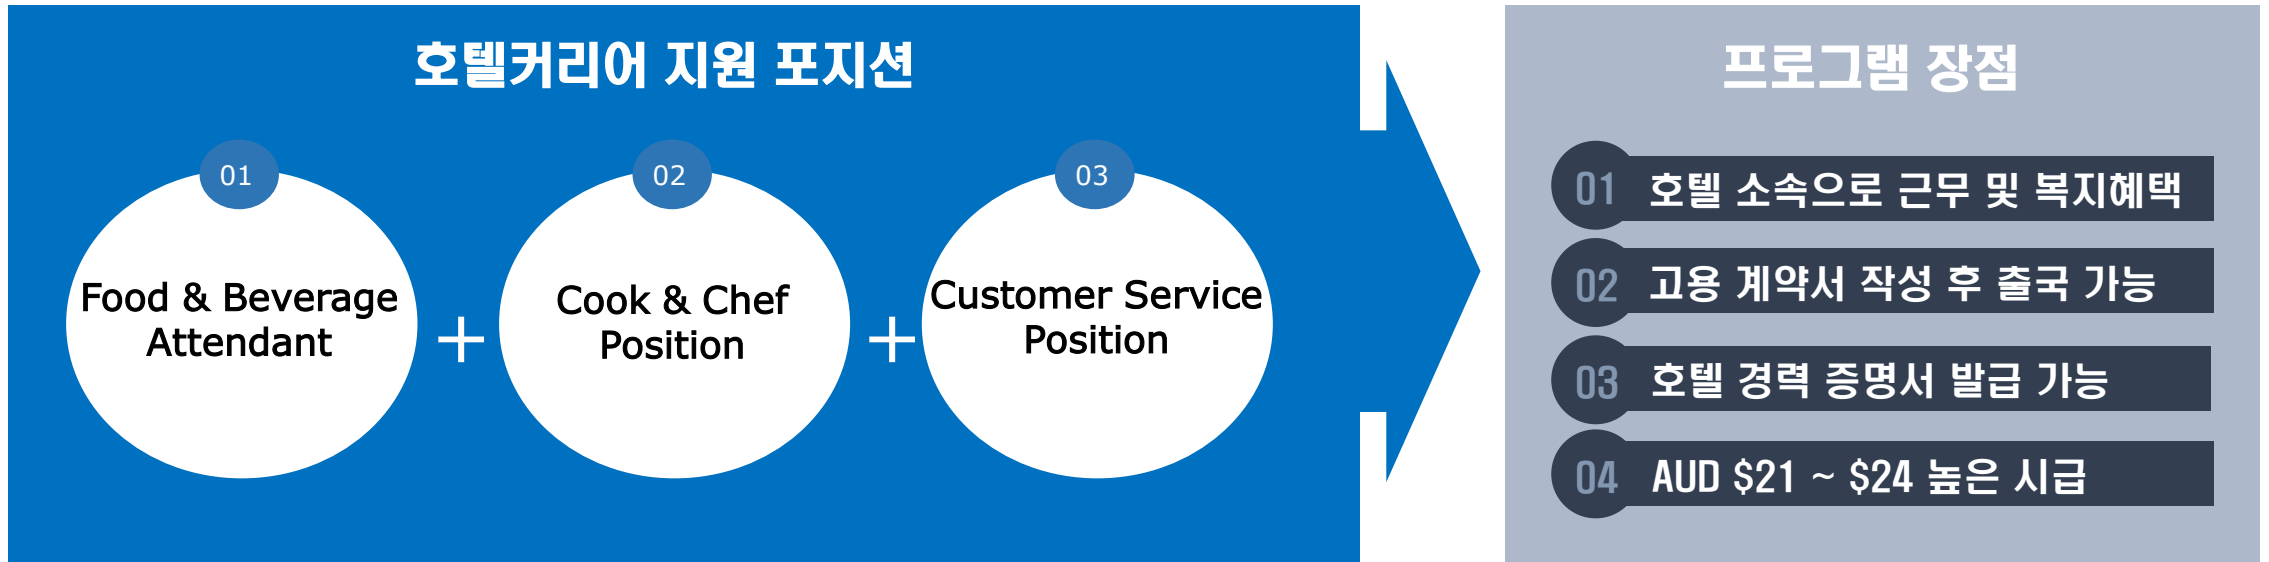 호텔커리어 지원 포지션
01
Food & Beverage
Attendant
+
02
Cook & Chef
Position
+
03
Customer Service
Position
프로그램 장점
01 호텔 소속으로 근무 및 복지혜택
02 고용 계약서 작성 후 출국 가능
03 호텔 경력 증명서 발급 가능
04 AUD $21 ~ $24 높은 시급